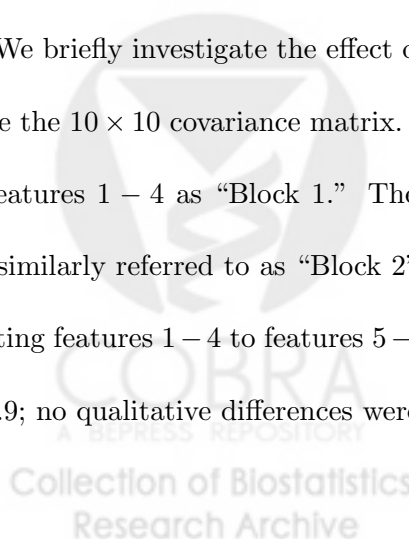 We briefly investigate the effect
e the 10 × 10 covariance matrix.
eatures 1 − 4 as “Block 1.” The
similarly referred to as “Block 2”
ting features 1 − 4 to features 5 −
.9; no qualitative differences were
COBRA
A BEPRESS REPOSITORY
Collection of Biostatistics
Research Archive